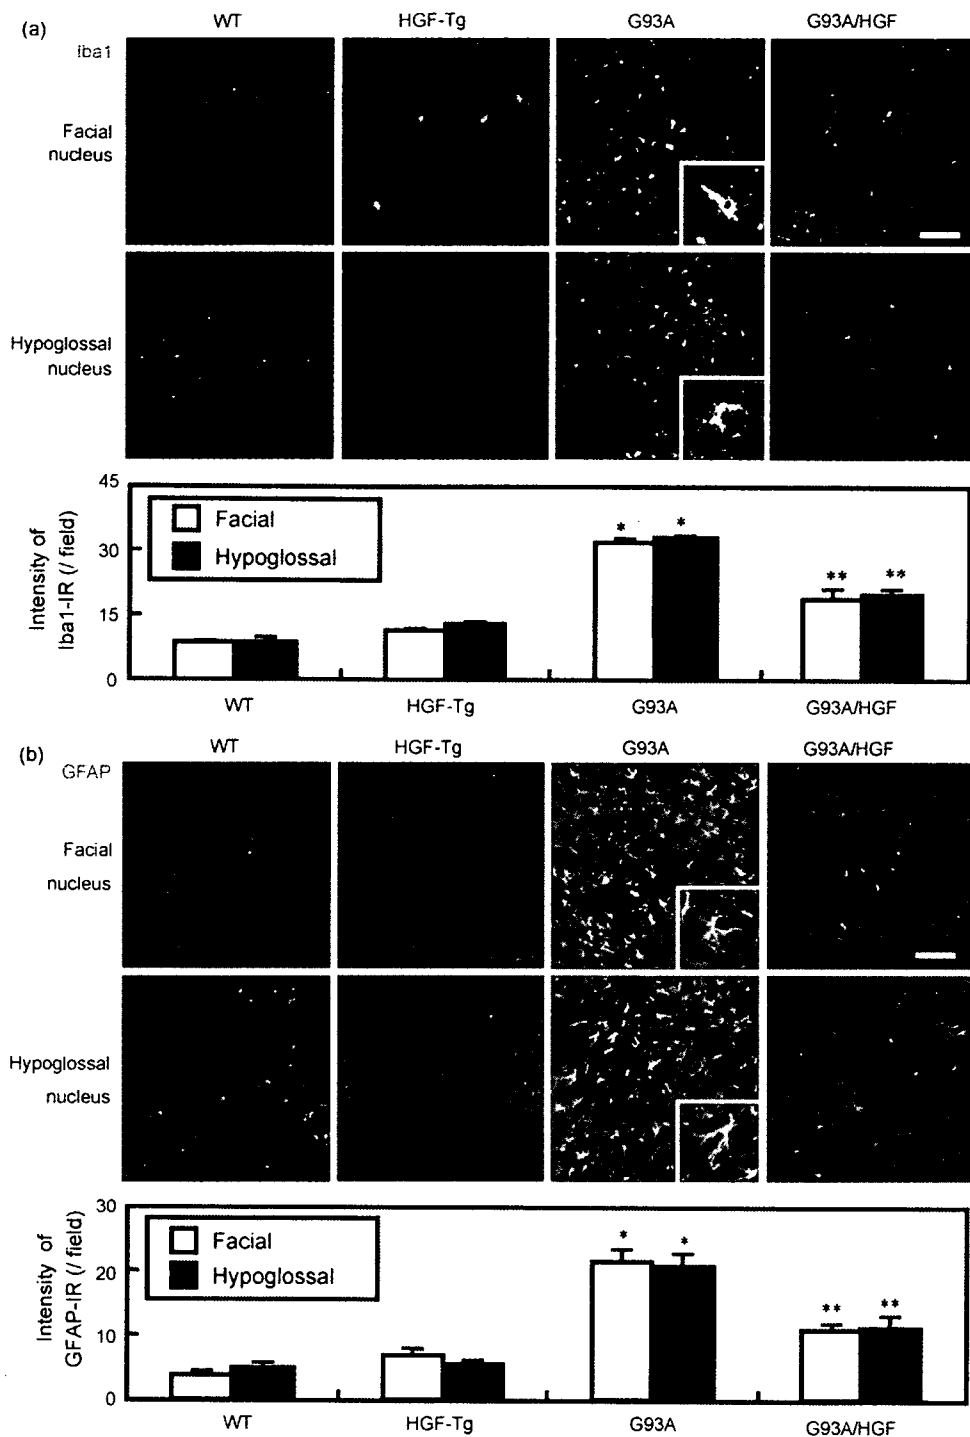 (a)
WT HGF-Tg G93A G93A/HGF
Iba1
Facial
nucleus
Hypoglossal
nucleus
45
30
15
0
Intensity of
Iba1-IR (/ field)
Facial
Hypoglossal
* * ** **
WT HGF-Tg G93A G93A/HGF
(b)
WT HGF-Tg G93A G93A/HGF
GFAP
Facial
nucleus
Hypoglossal
nucleus
30
20
10
0
Intensity of
GFAP-IR (/ field)
Facial
Hypoglossal
* * ** **
WT HGF-Tg G93A G93A/HGF